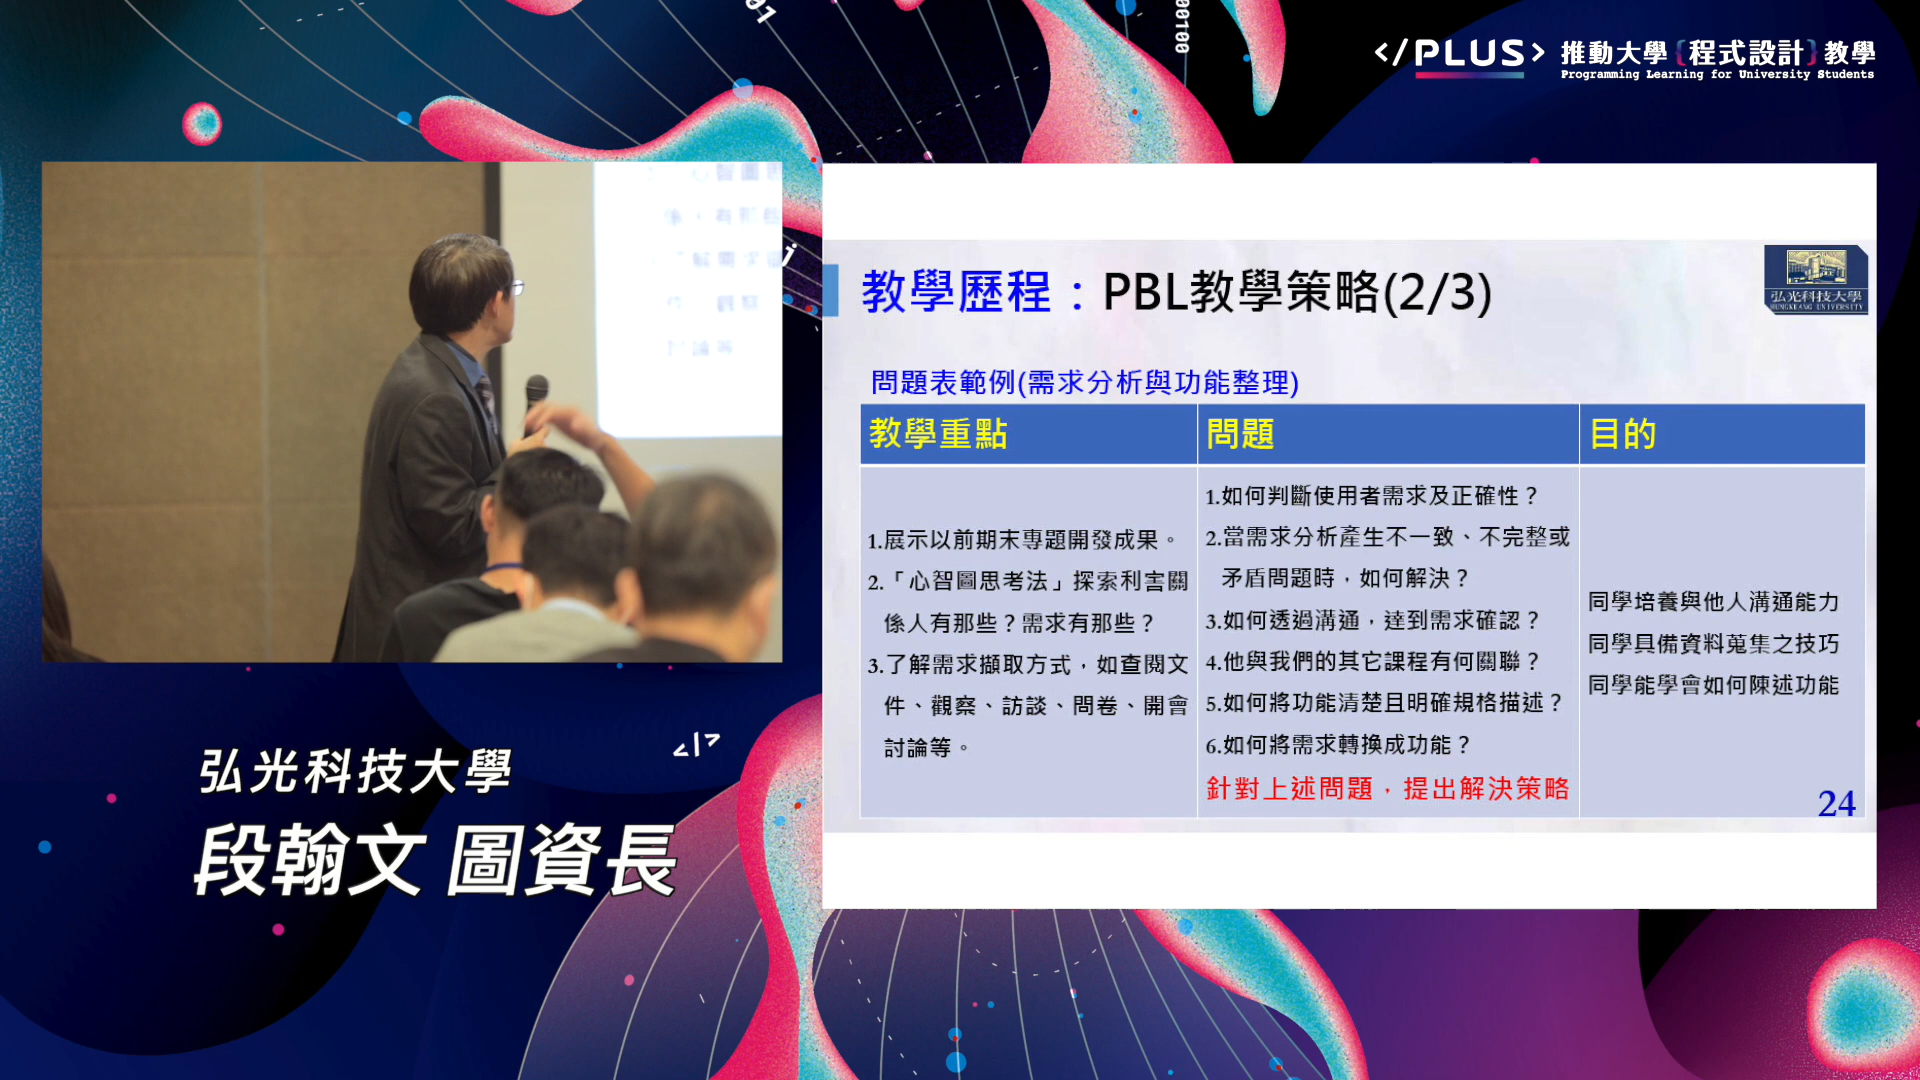 </PLUS> 推動大學{程式設計}教學
Programming Learning for University Students
教學歷程：PBL教學策略(2/3)
弘光科技大學
HUNGKUANG UNIVERSITY
問題表範例(需求分析與功能整理)
教學重點
1.展示以前期末專題開發成果。
2.「心智圖思考法」探索利害關
係人有那些？需求有那些？
3.了解需求擷取方式，如查閱文
件、觀察、訪談、問卷、開會
討論等。
問題
1.如何判斷使用者需求及正確性？
2.當需求分析產生不一致、不完整或
矛盾問題時，如何解決？
3.如何透過溝通，達到需求確認？
4.他與我們的其它課程有何關聯？
5.如何將功能清楚且明確規格描述？
6.如何將需求轉換成功能？
針對上述問題，提出解決策略
目的
同學培養與他人溝通能力
同學具備資料蒐集之技巧
同學能學會如何陳述功能
24
弘光科技大學
段翰文 圖資長